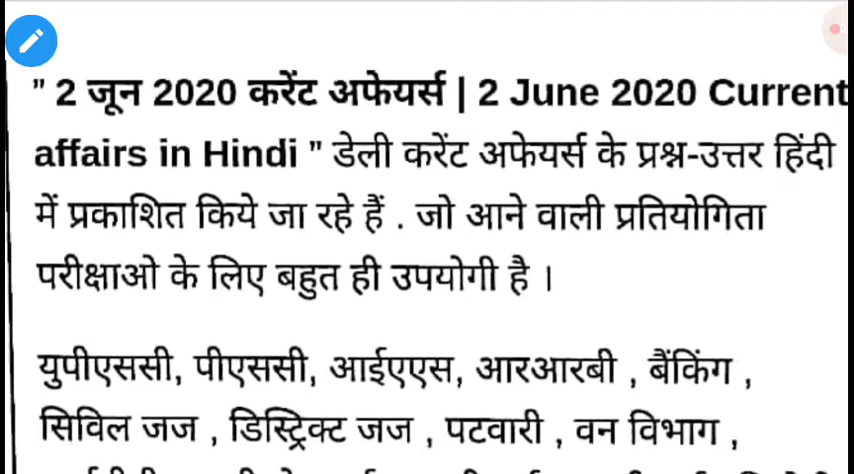 " 2 जून 2020 करेंट अफेयर्स | 2 June 2020 Current
affairs in Hindi " डेली करेंट अफेयर्स के प्रश्न-उत्तर हिंदी
में प्रकाशित किये जा रहे हैं . जो आने वाली प्रतियोगिता
परीक्षाओ के लिए बहुत ही उपयोगी है ।
युपीएससी, पीएससी, आईएएस, आरआरबी , बैंकिंग ,
सिविल जज , डिस्ट्रिक्ट जज , पटवारी , वन विभाग ,